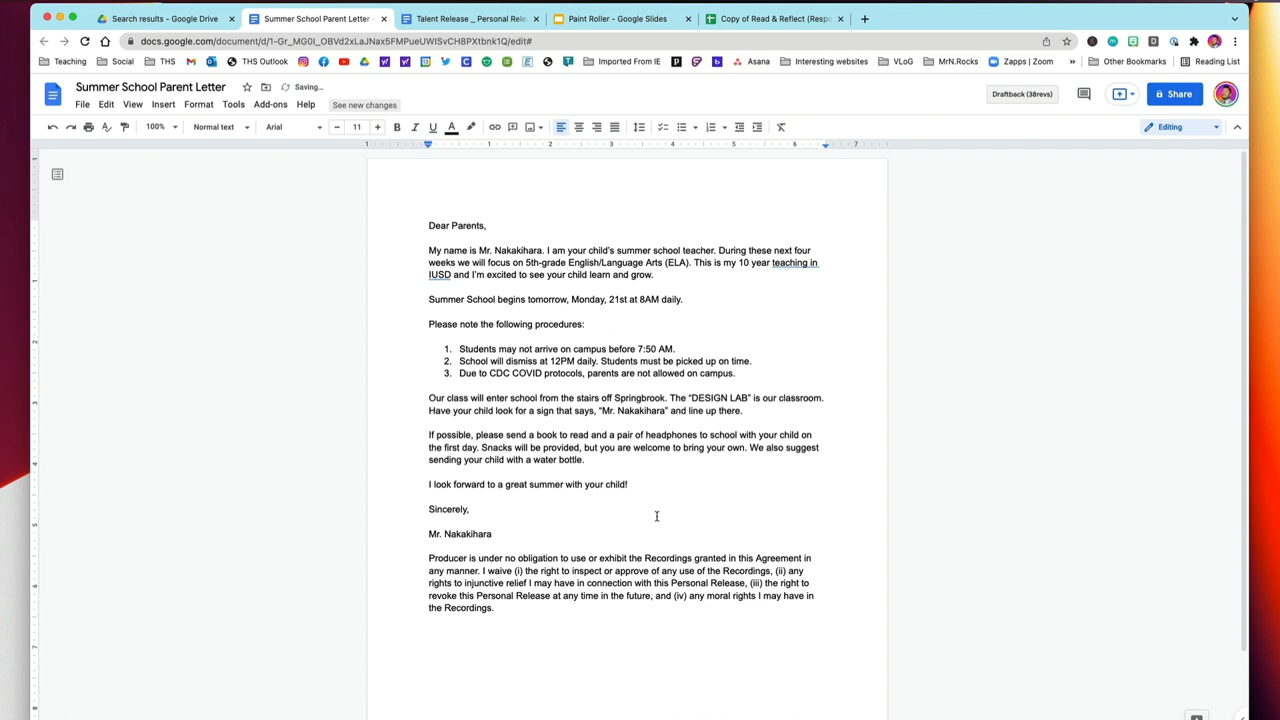 Search results - Google Drive
Summer School Parent Letter -
Talent Release _ Personal Rele
Paint Roller - Google Slides
Copy of Read & Reflect (Respo
docs.google.com/document/d/1-Gr_MG0I_OBVd2xLaJNax5FMPueUWISvCH8PXtbnk1Q/edit#
Teaching Social THS THS Outlook Imported From IE Asana Interesting websites VLoG MrN.Rocks Zapps | Zoom Other Bookmarks Reading List
Summer School Parent Letter Saving...
File Edit View Insert Format Tools Add-ons Help See new changes
Draftback (38revs) Share
100% Normal text Arial 11 Editing
1 1 2 3 4 5 6 7
Dear Parents,
My name is Mr. Nakakihara. I am your child's summer school teacher. During these next four
weeks we will focus on 5th-grade English/Language Arts (ELA). This is my 10 year teaching in
IUSD and I'm excited to see your child learn and grow.
Summer School begins tomorrow, Monday, 21st at 8AM daily.
Please note the following procedures:
1. Students may not arrive on campus before 7:50 AM.
2. School will dismiss at 12PM daily. Students must be picked up on time.
3. Due to CDC COVID protocols, parents are not allowed on campus.
Our class will enter school from the stairs off Springbrook. The "DESIGN LAB" is our classroom.
Have your child look for a sign that says, "Mr. Nakakihara" and line up there.
If possible, please send a book to read and a pair of headphones to school with your child on
the first day. Snacks will be provided, but you are welcome to bring your own. We also suggest
sending your child with a water bottle.
I look forward to a great summer with your child!
Sincerely,
Mr. Nakakihara
Producer is under no obligation to use or exhibit the Recordings granted in this Agreement in
any manner. I waive (i) the right to inspect or approve of any use of the Recordings, (ii) any
rights to injunctive relief I may have in connection with this Personal Release, (iii) the right to
revoke this Personal Release at any time in the future, and (iv) any moral rights I may have in
the Recordings.